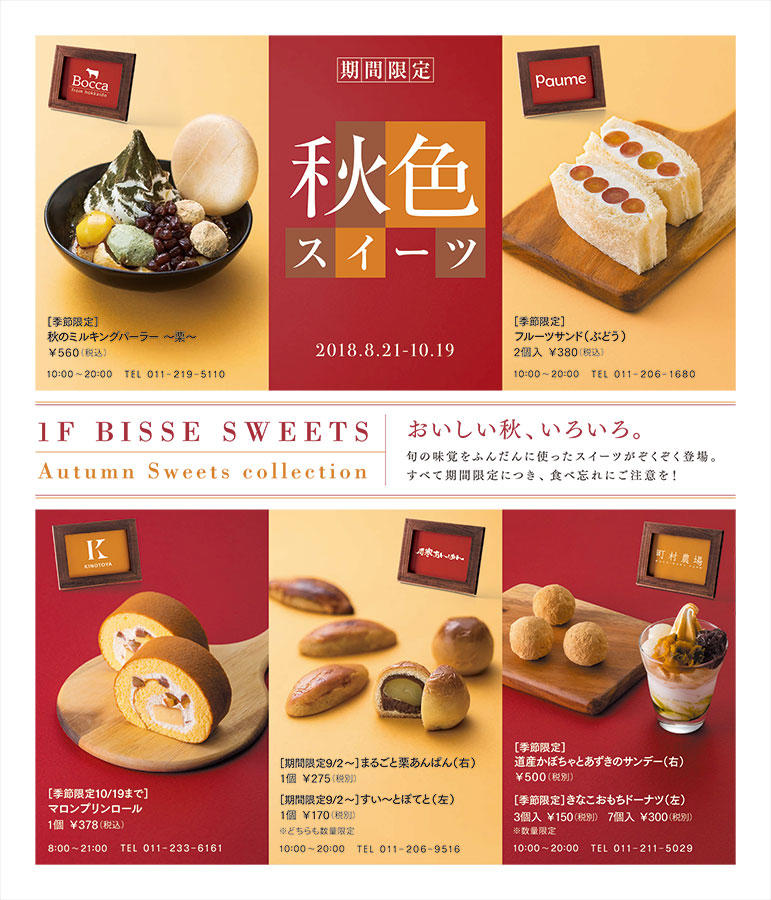 Bocca
from hokkaido
[季節限定]
秋のミルキングパーラー ～栗～
￥560(税込)
10:00～20:00 TEL 011-219-5110
期間限定
秋色
スイーツ
2018.8.21-10.19
Paume
[季節限定]
フルーツサンド(ぶどう)
2個入 ￥380(税込)
10:00～20:00 TEL 011-206-1680
1F BISSE SWEETS
Autumn Sweets collection
おいしい秋、いろいろ。
旬の味覚をふんだんに使ったスイーツがぞくぞく登場。
すべて期間限定につき、食べ忘れにご注意を!
K
KINOTOYA
[季節限定10/19まで]
マロンプリンロール
1個 ￥378(税込)
8:00～21:00 TEL 011-233-6161
[期間限定9/2～]まるごと栗あんぱん(右)
1個 ￥275(税別)
[期間限定9/2～]すい～とぽてと(左)
1個 ￥170(税別)
※どちらも数量限定
10:00～20:00 TEL 011-206-9516
町村農場
[季節限定]
道産かぼちゃとあずきのサンデー(右)
￥500(税別)
[季節限定]きなこおもちドーナツ(左)
3個入 ￥150(税別) 7個入 ￥300(税別)
※数量限定
10:00～20:00 TEL 011-211-5029